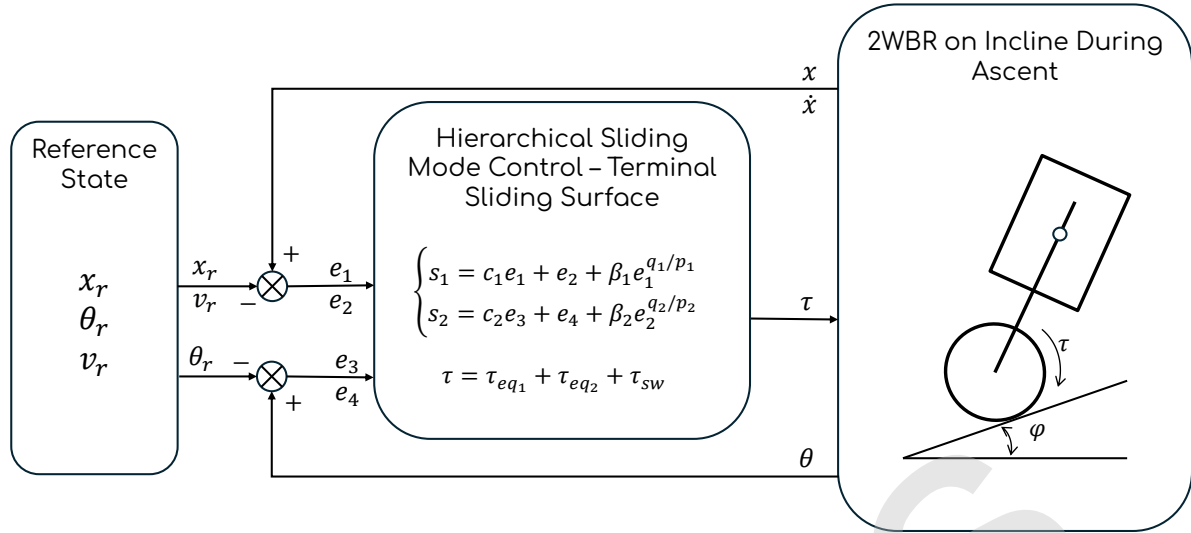 Reference
State
x_r
θ_r
v_r
x_r
v_r
θ_r
+
−
−
+
e_1
e_2
e_3
e_4
Hierarchical Sliding
Mode Control – Terminal
Sliding Surface
s_1 = c_1e_1 + e_2 + β_1e_1^{q_1/p_1}
s_2 = c_2e_3 + e_4 + β_2e_2^{q_2/p_2}
τ = τ_{eq_1} + τ_{eq_2} + τ_{sw}
x
ẋ
τ
θ
2WBR on Incline During
Ascent
τ
φ